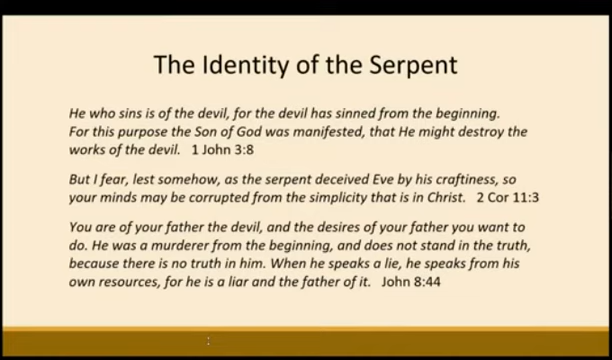 The Identity of the Serpent
He who sins is of the devil, for the devil has sinned from the beginning.
For this purpose the Son of God was manifested, that He might destroy the
works of the devil.   1 John 3:8
But I fear, lest somehow, as the serpent deceived Eve by his craftiness, so
your minds may be corrupted from the simplicity that is in Christ.   2 Cor 11:3
You are of your father the devil, and the desires of your father you want to
do. He was a murderer from the beginning, and does not stand in the truth,
because there is no truth in him. When he speaks a lie, he speaks from his
own resources, for he is a liar and the father of it.   John 8:44